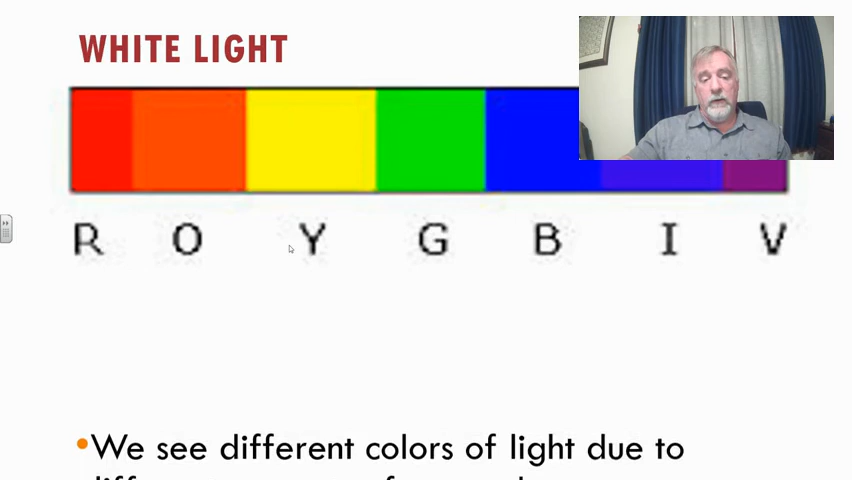 WHITE LIGHT
R O Y G B I V
•We see different colors of light due to